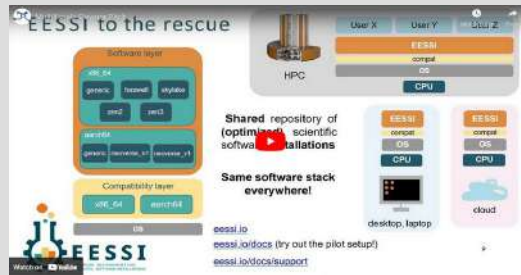 EESSI to the rescue
Software layer
x86_64
generic haswell skylake
zen2 zen3
aarch64
generic neoverse_n1 neoverse_v1
Compatibility layer
x86_64 aarch64
OS
EESSI
Watch on YouTube
HPC
User X User Y User Z
EESSI
compat
OS
CPU
Shared repository of
(optimized) scientific
software installations
Same software stack
everywhere!
EESSI
compat
OS
CPU
desktop, laptop
EESSI
compat
OS
CPU
cloud
eessi.io
eessi.io/docs (try out the pilot setup!)
eessi.io/docs/support